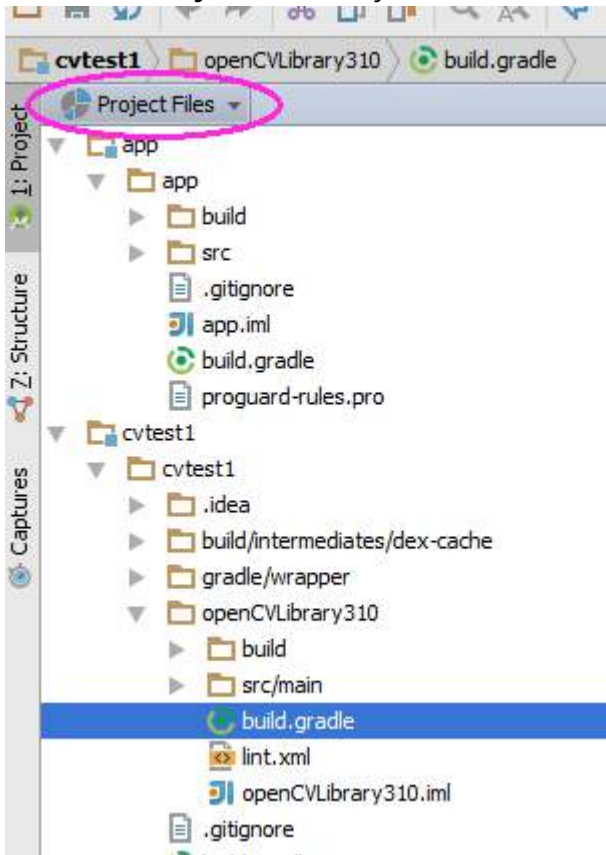 cvtest1 openCVLibrary310 build.gradle
Project Files
1: Project
7: Structure
Captures
app
app
build
src
.gitignore
app.iml
build.gradle
proguard-rules.pro
cvtest1
cvtest1
.idea
build/intermediates/dex-cache
gradle/wrapper
openCVLibrary310
build
src/main
build.gradle
lint.xml
openCVLibrary310.iml
.gitignore